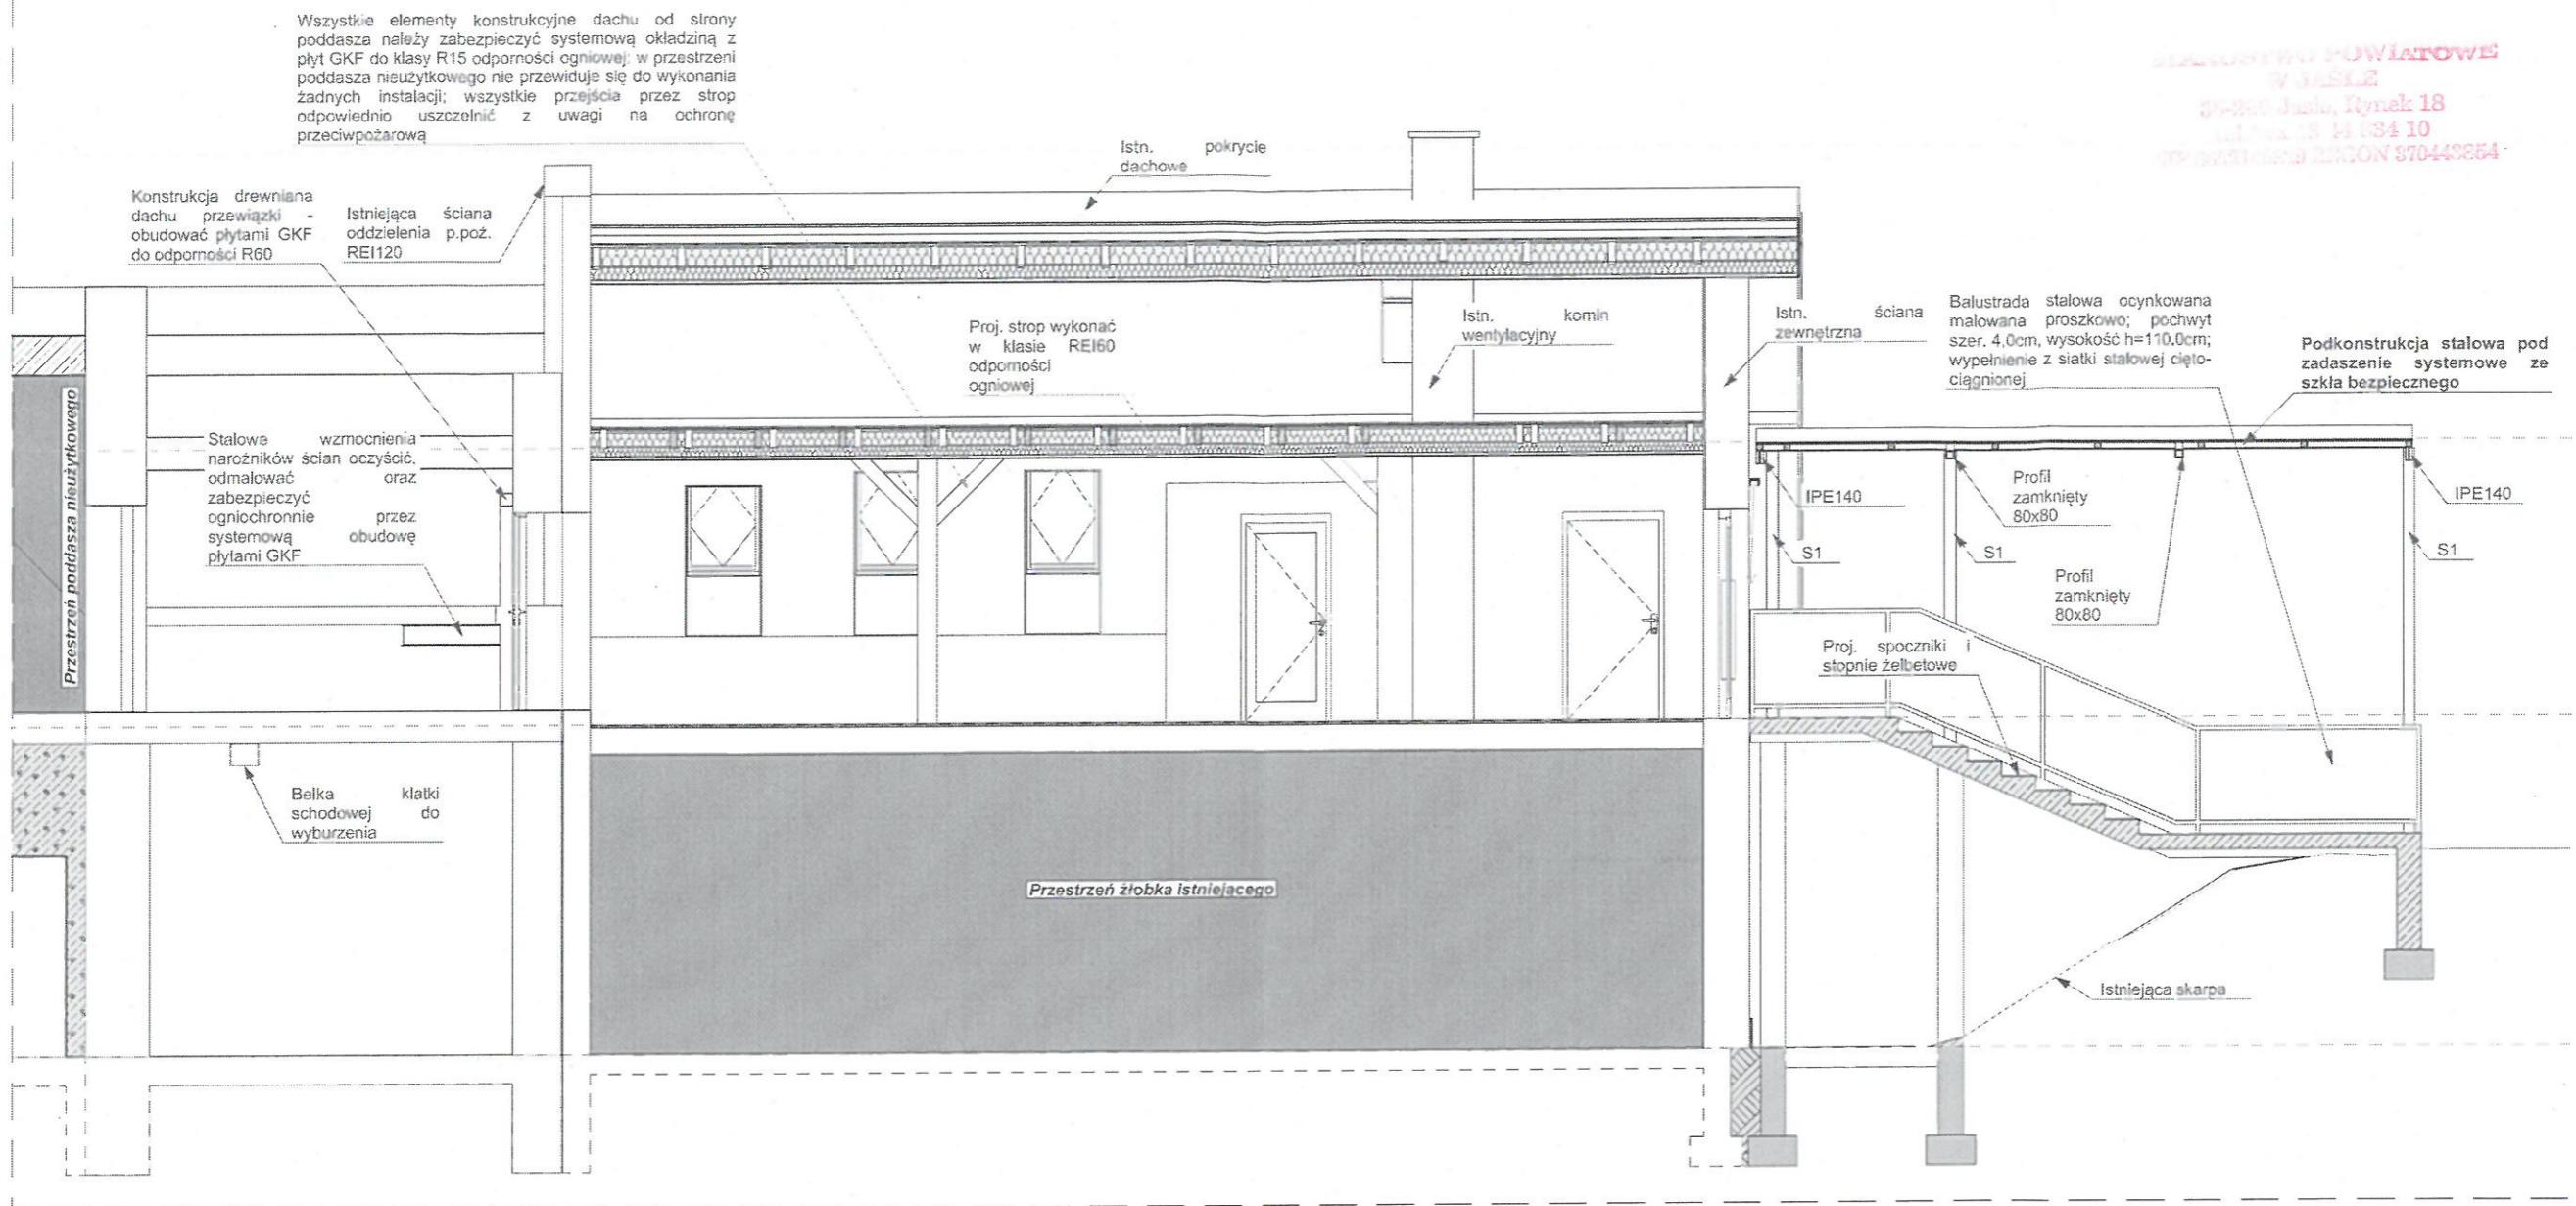 Wszystkie elementy konstrukcyjne dachu od strony
poddasza należy zabezpieczyć systemową okładziną z
płyt GKF do klasy R15 odporności ogniowej; w przestrzeni
poddasza nieużytkowego nie przewiduje się do wykonania
żadnych instalacji; wszystkie przejścia przez strop
odpowiednio uszczelnić z uwagi na ochronę
przeciwpożarową
POWIATOWE
W JAŚLE
Jasło, Rynek 18
REGON 370443554
Istn. pokrycie
dachowe
Konstrukcja drewniana
dachu przewiązki -
obudować płytami GKF
do odporności R60
Istniejąca ściana
oddzielenia p.poż.
REI120
Proj. strop wykonać
w klasie REI60
odporności
ogniowej
Istn. komin
wentylacyjny
Istn. ściana
zewnętrzna
Balustrada stalowa ocynkowana
malowana proszkowo; pochwyt
szer. 4,0cm, wysokość h=110,0cm;
wypełnienie z siatki stalowej cięto-
ciągnionej
Podkonstrukcja stalowa pod
zadaszenie systemowe ze
szkła bezpiecznego
Przestrzeń poddasza nieużytkowego
Stalowe wzmocnienia
narożników ścian oczyścić,
odmalować oraz
zabezpieczyć
ogniochronnie przez
systemową obudowę
płytami GKF
IPE140
Profil
zamknięty
80x80
IPE140
S1
S1
S1
Profil
zamknięty
80x80
Proj. spoczniki i
stopnie żelbetowe
Belka klatki
schodowej do
wyburzenia
Przestrzeń żłobka istniejącego
Istniejąca skarpa